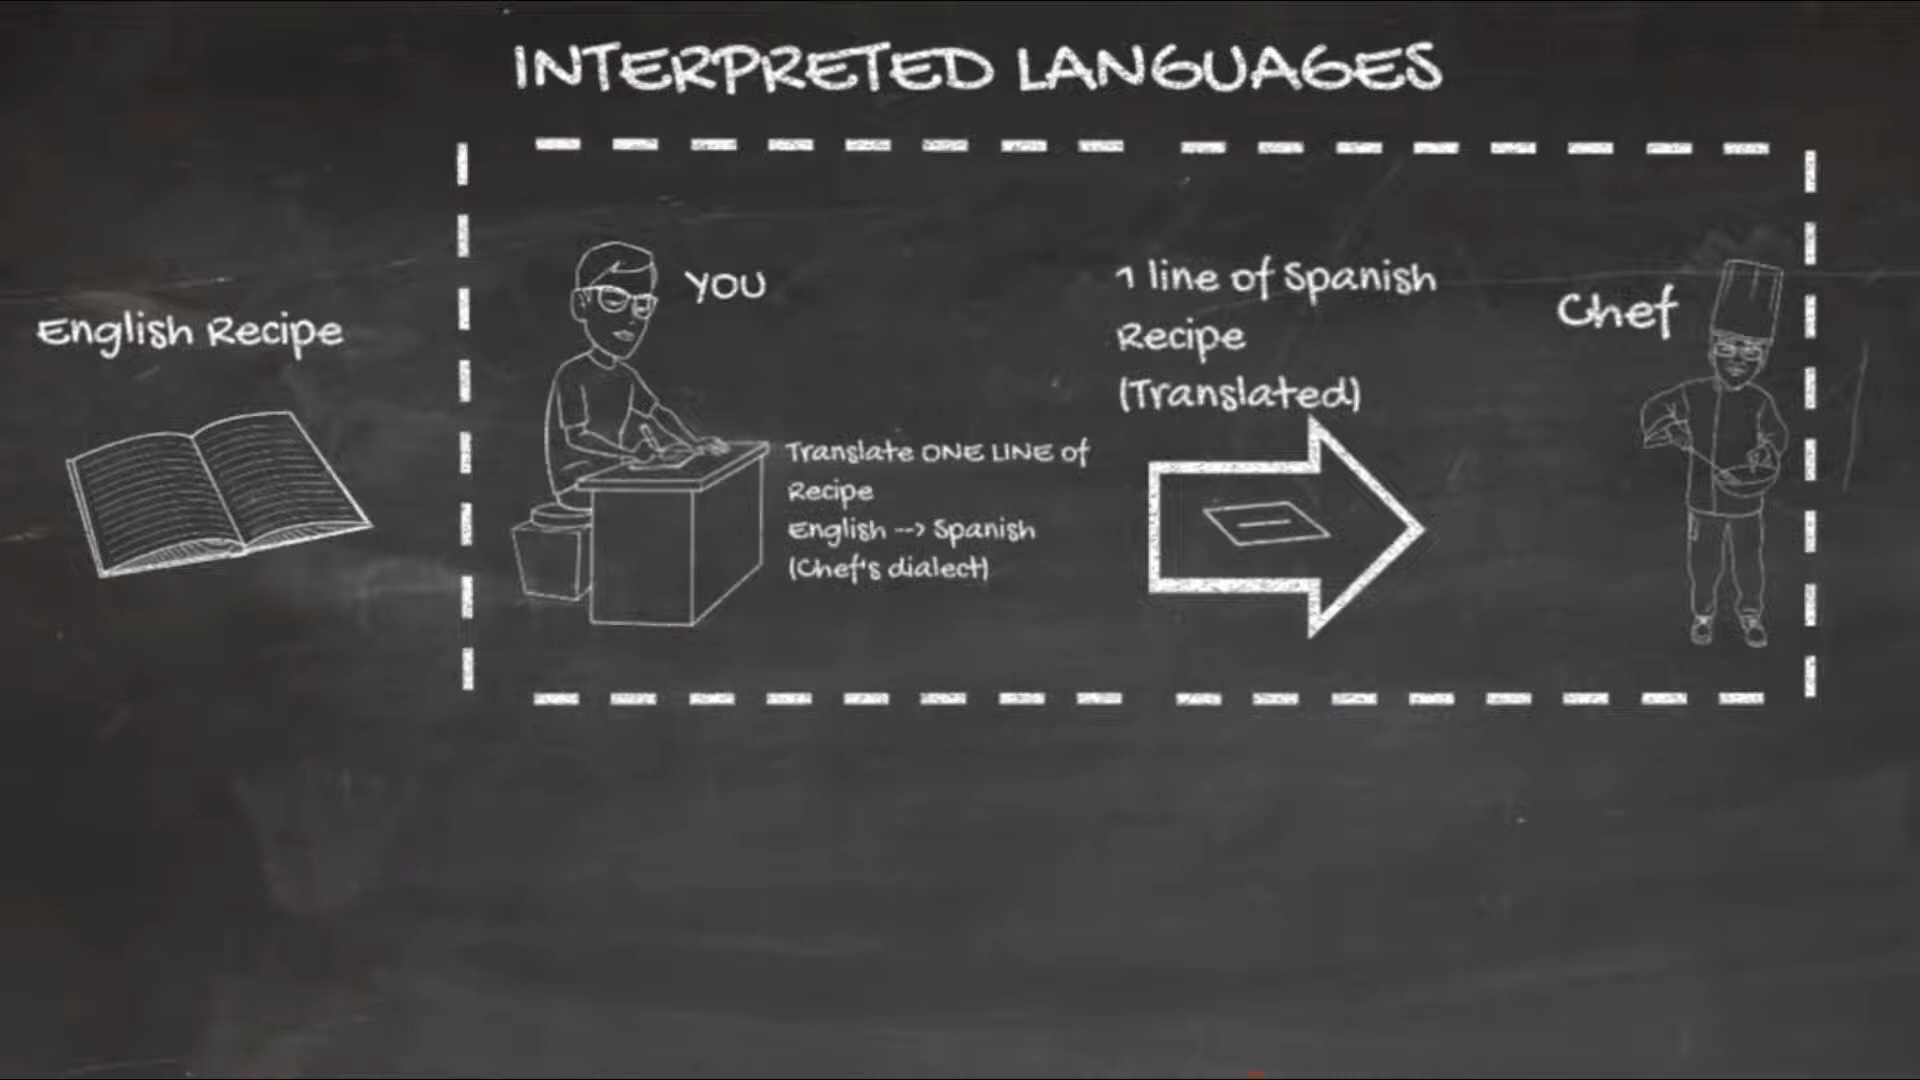 INTERPRETED LANGUAGES
English Recipe
YOU
Translate ONE LINE of
Recipe
English --> Spanish
(Chef's dialect)
1 line of Spanish
Recipe
(Translated)
Chef